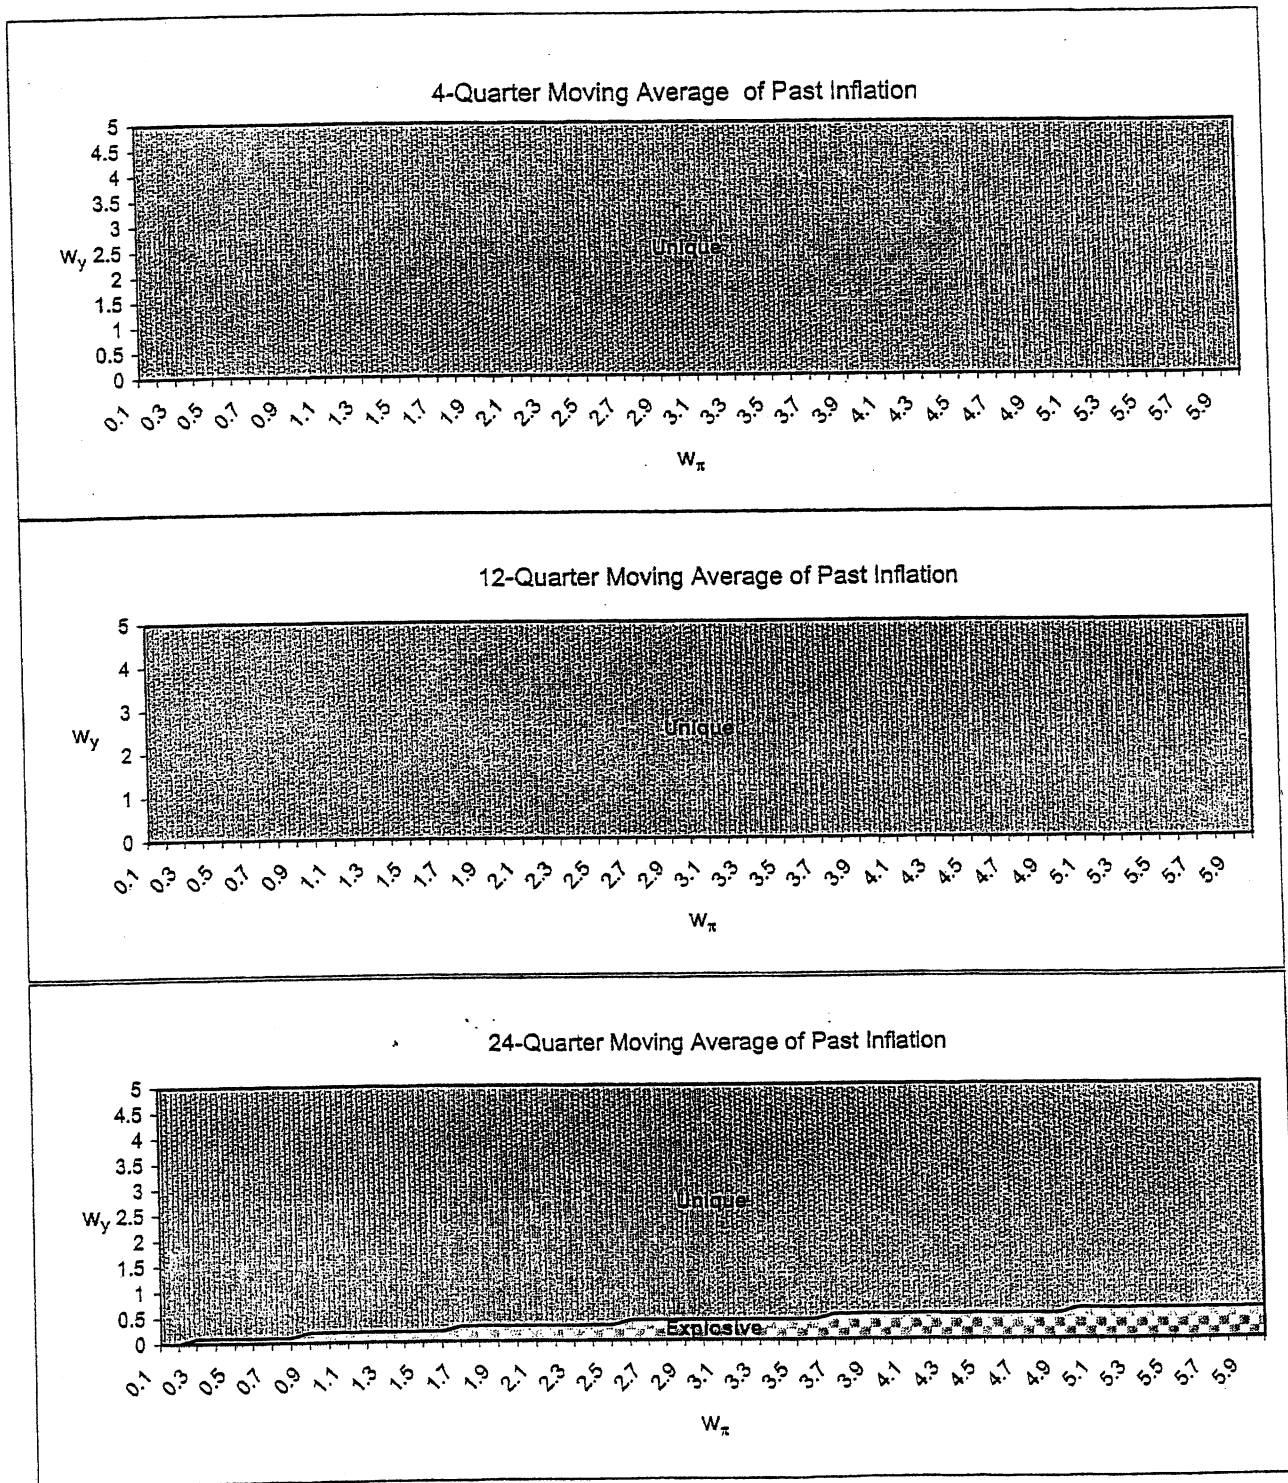 4-Quarter Moving Average of Past Inflation
5
4.5
4
3.5
3
wy 2.5
2
1.5
1
0.5
0
0.1 0.3 0.5 0.7 0.9 1.1 1.3 1.5 1.7 1.9 2.1 2.3 2.5 2.7 2.9 3.1 3.3 3.5 3.7 3.9 4.1 4.3 4.5 4.7 4.9 5.1 5.3 5.5 5.7 5.9
Unique
wπ
12-Quarter Moving Average of Past Inflation
5
4
3
wy
2
1
0
0.1 0.3 0.5 0.7 0.9 1.1 1.3 1.5 1.7 1.9 2.1 2.3 2.5 2.7 2.9 3.1 3.3 3.5 3.7 3.9 4.1 4.3 4.5 4.7 4.9 5.1 5.3 5.5 5.7 5.9
Unique
wπ
24-Quarter Moving Average of Past Inflation
5
4.5
4
3.5
3
wy 2.5
2
1.5
1
0.5
0
0.1 0.3 0.5 0.7 0.9 1.1 1.3 1.5 1.7 1.9 2.1 2.3 2.5 2.7 2.9 3.1 3.3 3.5 3.7 3.9 4.1 4.3 4.5 4.7 4.9 5.1 5.3 5.5 5.7 5.9
Unique
Explosive
wπ